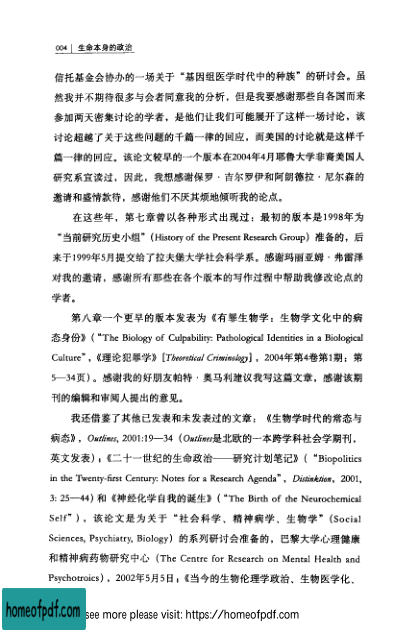 004 | 生命本身的政治
信托基金会协办的一场关于“基因组医学时代中的种族”的研讨会。虽
然我并不期待很多与会者同意我的分析,但是我要感谢那些自各国而来
参加两天密集讨论的学者,是他们让我们可能展开了这样一场讨论,该
讨论超越了关于这些问题的千篇一律的回应,而美国的讨论就是这样千
篇一律的回应。该论文较早的一个版本在2004年4月耶鲁大学非裔美国人
研究系宣读过,因此,我想感谢保罗·吉尔罗伊和阿朗德拉·尼尔森的
邀请和盛情款待,感谢他们不厌其烦地倾听我的论点。
在这些年,第七章曾以各种形式出现过:最初的版本是1998年为
“当前研究历史小组”(History of the Present Research Group)准备的,后
来于1999年5月提交给了拉夫堡大学社会科学系。感谢玛丽亚姆·弗雷泽
对我的邀请,感谢所有那些在各个版本的写作过程中帮助我修改论点的
学者。
第八章一个更早的版本发表为《有罪生物学:生物学文化中的病
态身份》(“The Biology of Culpability: Pathological Identities in a Biological
Culture”,《理论犯罪学》[Theoretical Criminology],2004年第4卷第1期:第
5—34页)。感谢我的好朋友帕特·奥马利建议我写这篇文章,感谢该期
刊的编辑和审阅人提出的意见。
我还借鉴了其他已发表和未发表过的文章:《生物学时代的常态与
病态》,Outlines, 2001:19—34(Outlines是北欧的一本跨学科社会学期刊,
英文发表);《二十一世纪的生命政治——研究计划笔记》(“Biopolitics
in the Twenty-first Century: Notes for a Research Agenda”,Distinktion, 2001,
3: 25—44)和《神经化学自我的诞生》(“The Birth of the Neurochemical
Self”),该论文是为关于“社会科学、精神病学、生物学”(Social
Sciences, Psychiatry, Biology)的系列研讨会准备的,巴黎大学心理健康
和精神病药物研究中心(The Centre for Research on Mental Health and
Psychotroics),2002年5月5日;《当今的生物伦理学政治、生物医学化、
homeofpdf.com
see more please visit: https://homeofpdf.com